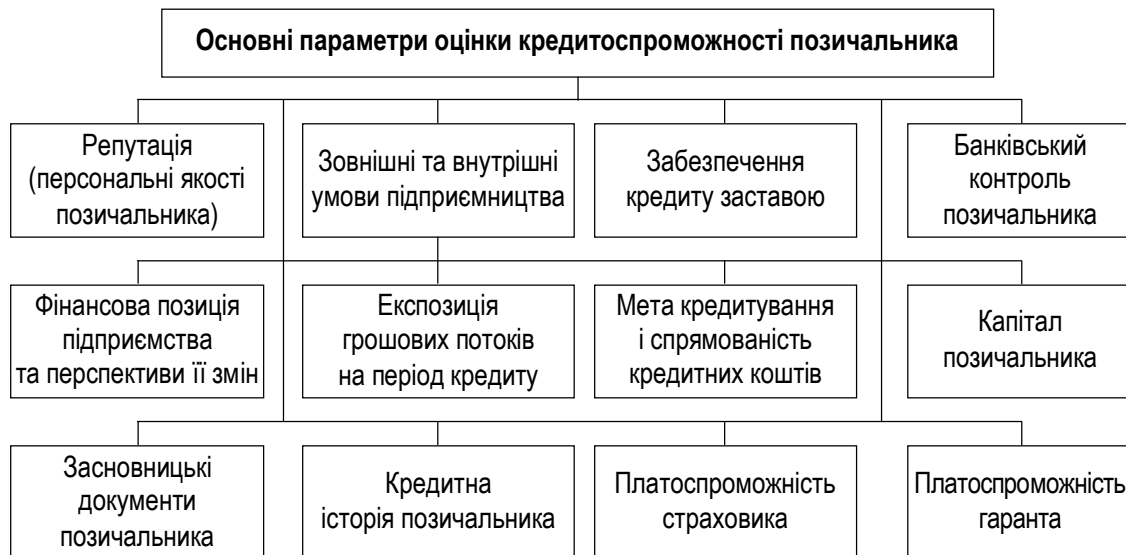 Основні параметри оцінки кредитоспроможності позичальника
Репутація
(персональні якості
позичальника)
Зовнішні та внутрішні
умови підприємництва
Забезпечення
кредиту заставою
Банківський
контроль
позичальника
Фінансова позиція
підприємства
та перспективи її змін
Експозиція
грошових потоків
на період кредиту
Мета кредитування
і спрямованість
кредитних коштів
Капітал
позичальника
Засновницькі
документи
позичальника
Кредитна
історія позичальника
Платоспроможність
страховика
Платоспроможність
гаранта